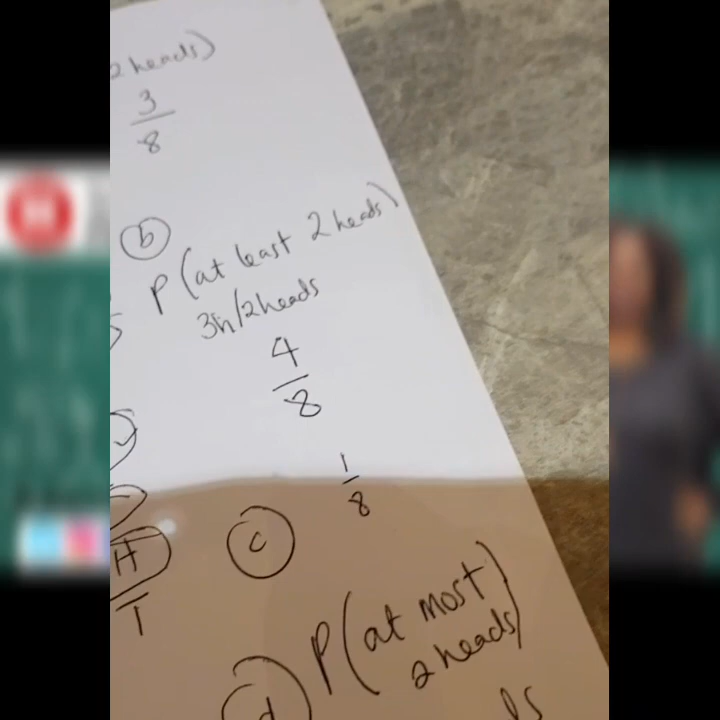 2 heads)
3
8
b
P(at least 2 heads)
3h/2heads
4
8
1
8
c
H
T
d
P(at most
2 heads)